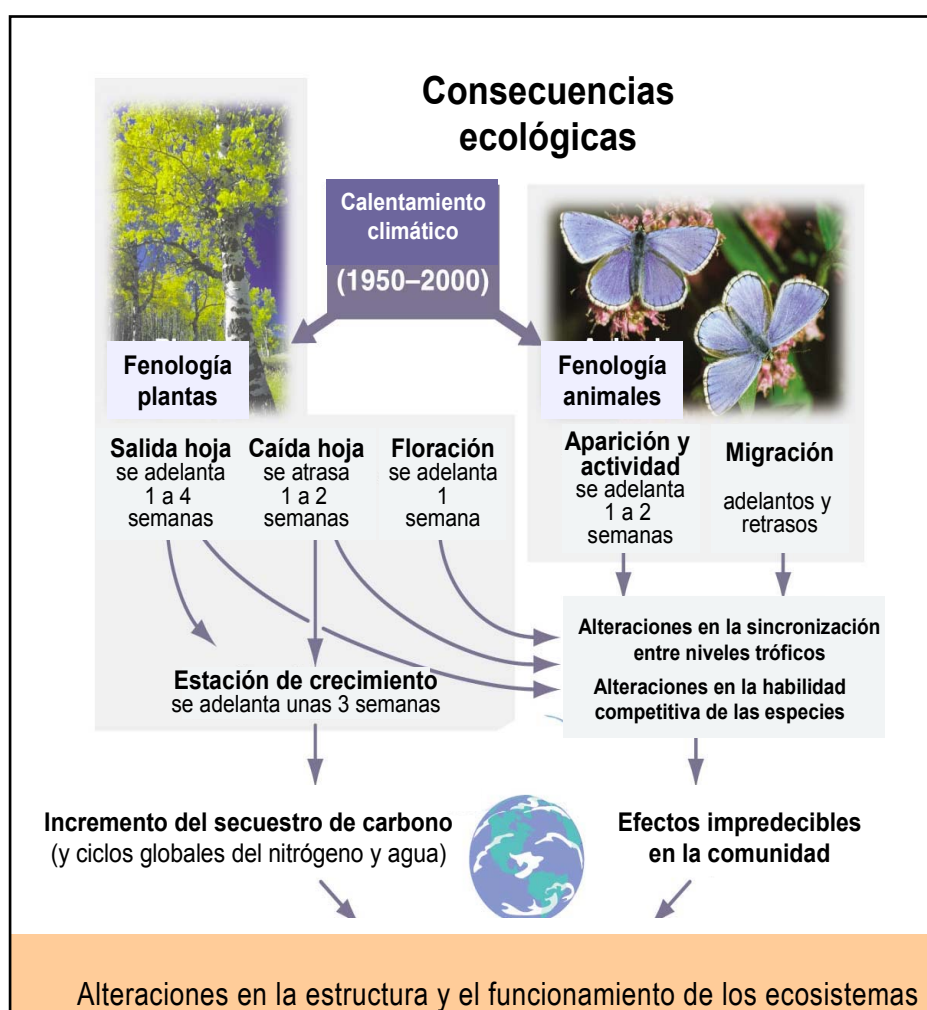 Consecuencias
ecológicas
Calentamiento
climático
(1950–2000)
Fenología
plantas
Fenología
animales
Salida hoja
se adelanta
1 a 4
semanas
Caída hoja
se atrasa
1 a 2
semanas
Floración
se adelanta
1
semana
Aparición y
actividad
se adelanta
1 a 2
semanas
Migración
adelantos y
retrasos
Alteraciones en la sincronización
entre niveles tróficos
Alteraciones en la habilidad
competitiva de las especies
Estación de crecimiento
se adelanta unas 3 semanas
Incremento del secuestro de carbono
(y ciclos globales del nitrógeno y agua)
Efectos impredecibles
en la comunidad
Alteraciones en la estructura y el funcionamiento de los ecosistemas